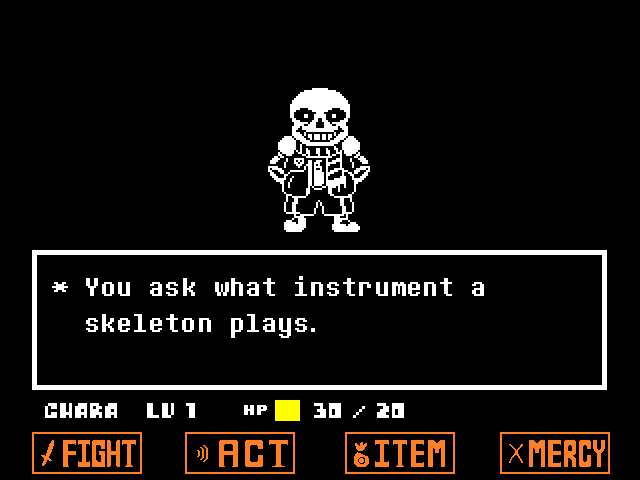 * You ask what instrument a
skeleton plays.
CHARA LV 1 HP 30 / 20
FIGHT ACT ITEM MERCY